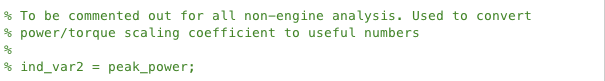 % To be commented out for all non-engine analysis. Used to convert
% power/torque scaling coefficient to useful numbers
%
% ind_var2 = peak_power;